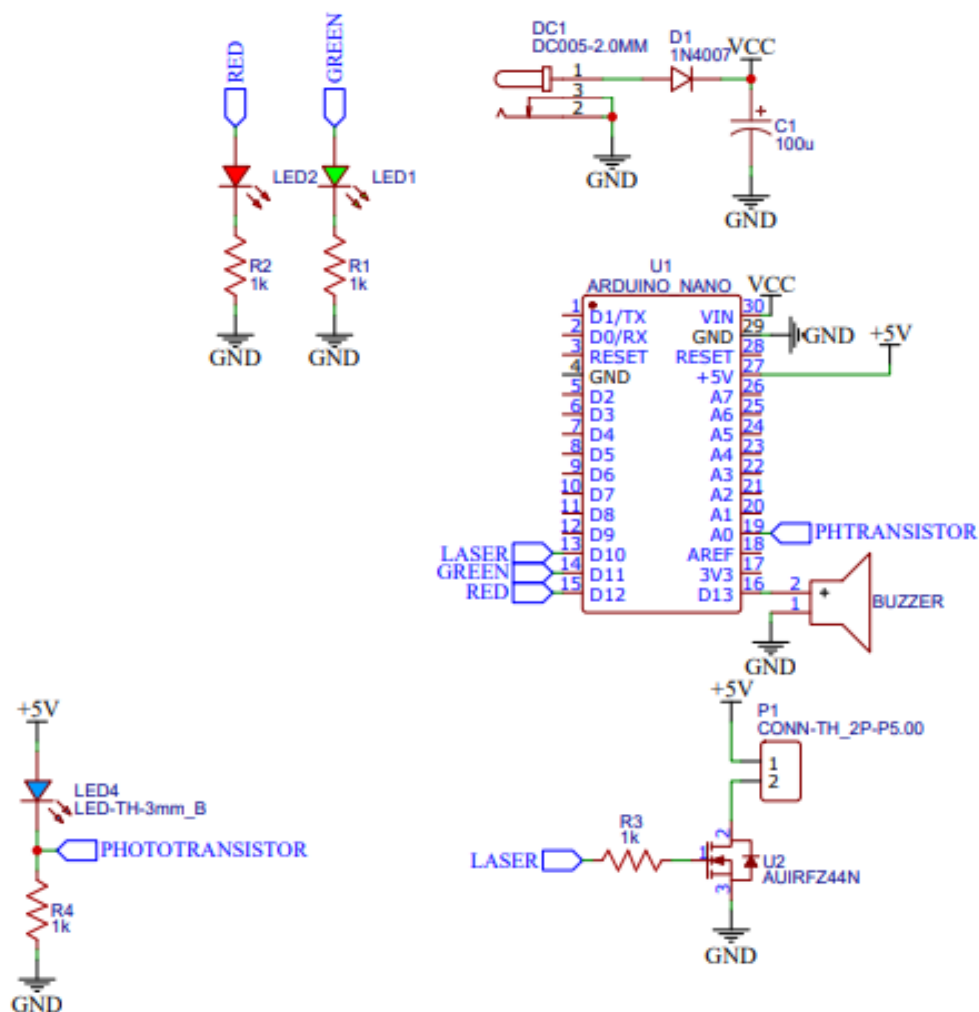 RED
GREEN
LED2
LED1
R2
1k
R1
1k
GND
GND
DC1
DC005-2.0MM
1
3
2
GND
D1
1N4007
VCC
+
C1
100u
GND
U1
ARDUINO_NANO
1 D1/TX
2 D0/RX
3 RESET
4 GND
5 D2
6 D3
7 D4
8 D5
9 D6
10 D7
11 D8
12 D9
LASER 13 D10
GREEN 14 D11
RED 15 D12
VCC
VIN 30
GND 29 GND
RESET 28
+5V 27
+5V
A7 26
A6 25
A5 24
A4 23
A3 22
A2 21
A1 20
A0 19 PHTRANSISTOR
AREF 18
3V3 17
D13 16
2 +
1
BUZZER
GND
+5V
LED4
LED-TH-3mm_B
PHOTOTRANSISTOR
R4
1k
GND
+5V
P1
CONN-TH_2P-P5.00
1
2
R3
1k
LASER
1
2
3
U2
AUIRFZ44N
GND